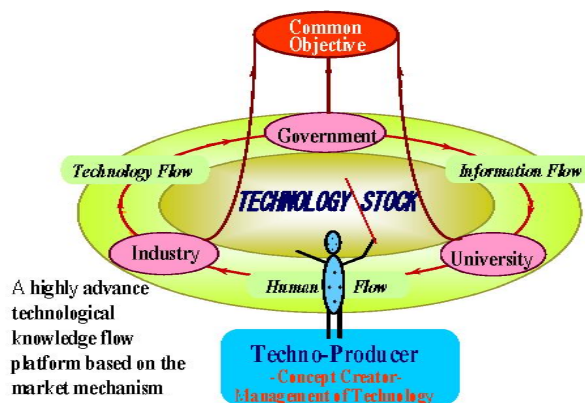 Common
Objective
Government
Technology Flow
Information Flow
TECHNOLOGY STOCK
Industry
University
Human Flow
A highly advance
technological
knowledge flow
platform based on the
market mechanism
Techno-Producer
-Concept Creator-
Management of Technology